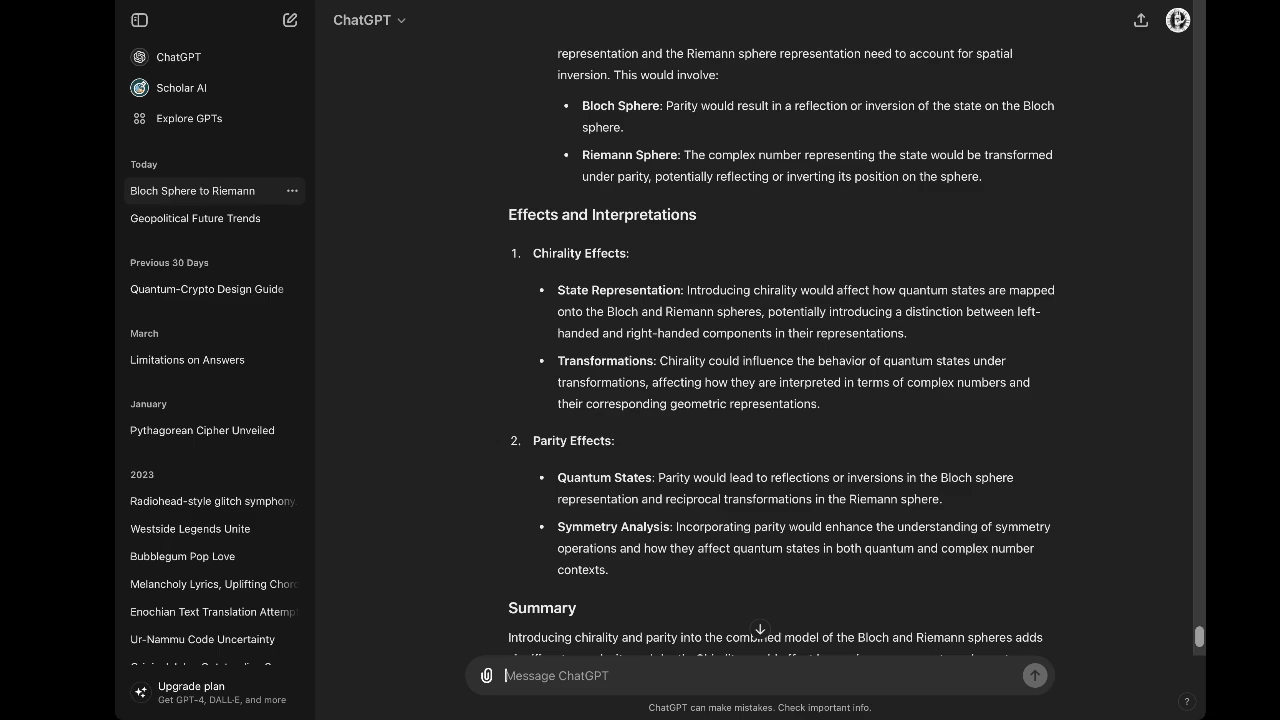 ChatGPT
Scholar AI
Explore GPTs
Today
Bloch Sphere to Riemann
Geopolitical Future Trends
Previous 30 Days
Quantum-Crypto Design Guide
March
Limitations on Answers
January
Pythagorean Cipher Unveiled
2023
Radiohead-style glitch symphony
Westside Legends Unite
Bubblegum Pop Love
Melancholy Lyrics, Uplifting Chor
Enochian Text Translation Attemp
Ur-Nammu Code Uncertainty
Upgrade plan
Get GPT-4, DALL·E, and more
ChatGPT
representation and the Riemann sphere representation need to account for spatial
inversion. This would involve:
• Bloch Sphere: Parity would result in a reflection or inversion of the state on the Bloch
sphere.
• Riemann Sphere: The complex number representing the state would be transformed
under parity, potentially reflecting or inverting its position on the sphere.
Effects and Interpretations
1. Chirality Effects:
• State Representation: Introducing chirality would affect how quantum states are mapped
onto the Bloch and Riemann spheres, potentially introducing a distinction between left-
handed and right-handed components in their representations.
• Transformations: Chirality could influence the behavior of quantum states under
transformations, affecting how they are interpreted in terms of complex numbers and
their corresponding geometric representations.
2. Parity Effects:
• Quantum States: Parity would lead to reflections or inversions in the Bloch sphere
representation and reciprocal transformations in the Riemann sphere.
• Symmetry Analysis: Incorporating parity would enhance the understanding of symmetry
operations and how they affect quantum states in both quantum and complex number
contexts.
Summary
Introducing chirality and parity into the combined model of the Bloch and Riemann spheres adds
Message ChatGPT
ChatGPT can make mistakes. Check important info.
?